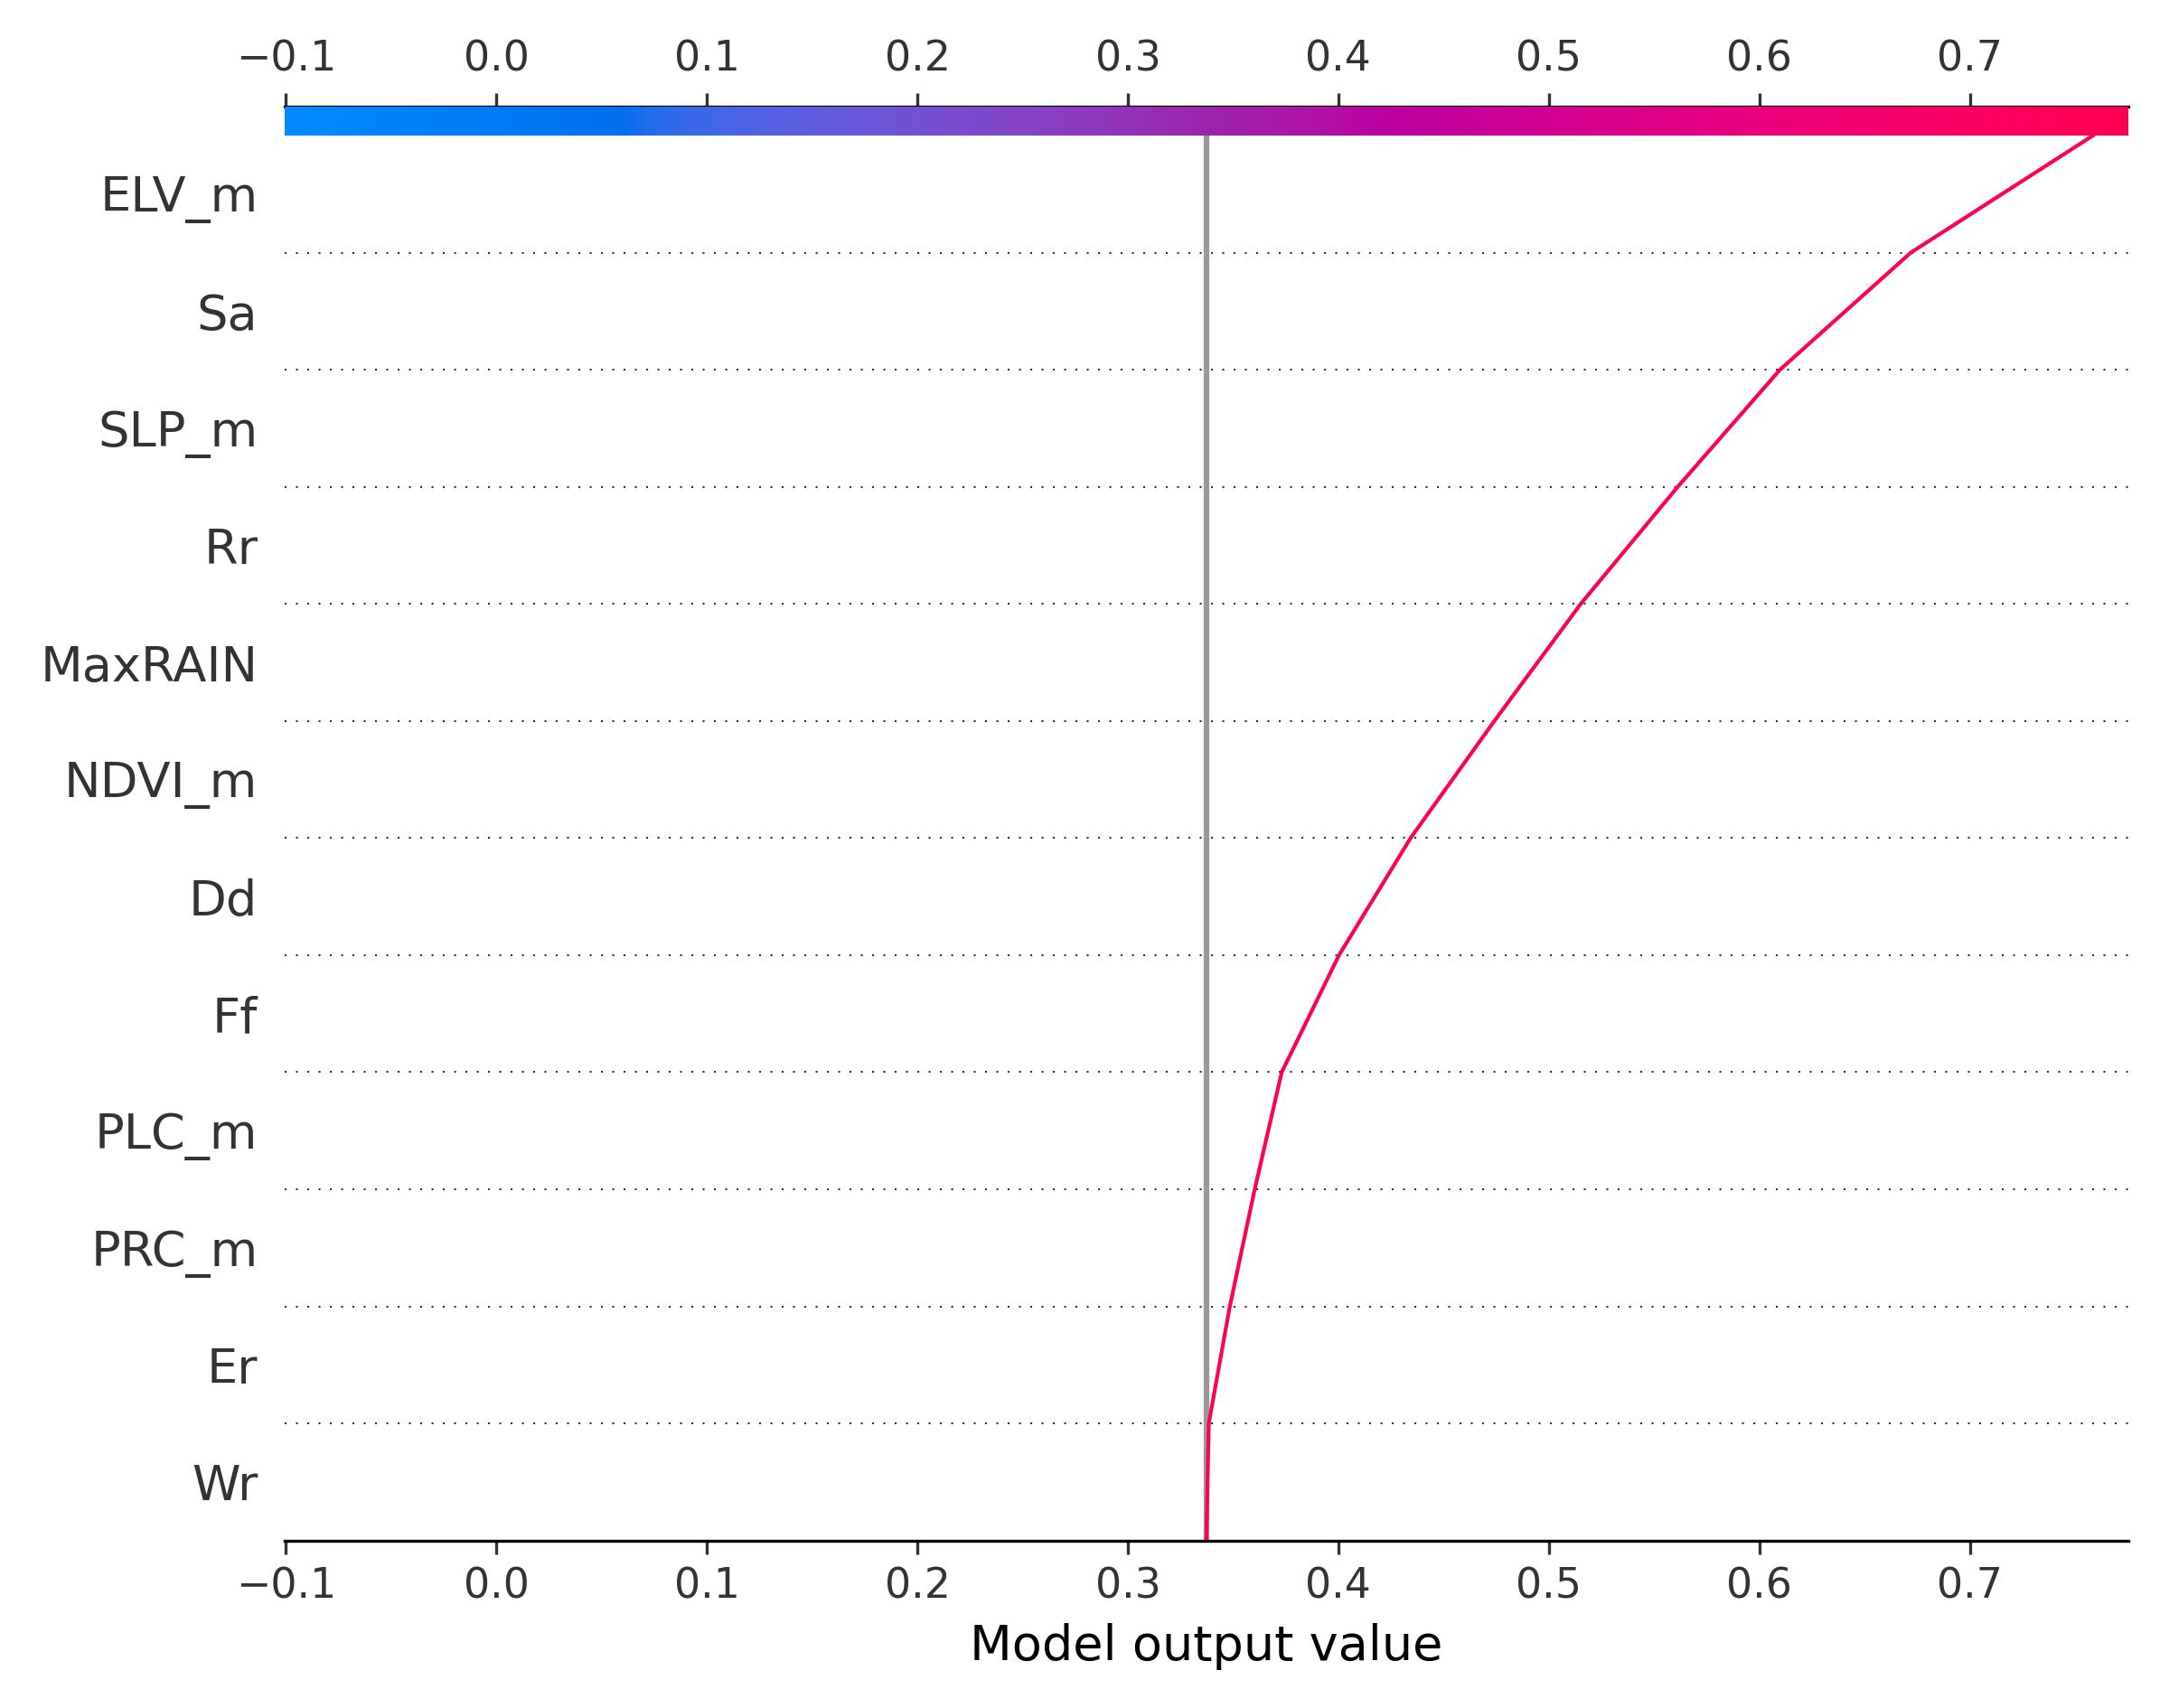 −0.1 0.0 0.1 0.2 0.3 0.4 0.5 0.6 0.7
ELV_m
Sa
SLP_m
Rr
MaxRAIN
NDVI_m
Dd
Ff
PLC_m
PRC_m
Er
Wr
−0.1 0.0 0.1 0.2 0.3 0.4 0.5 0.6 0.7
Model output value